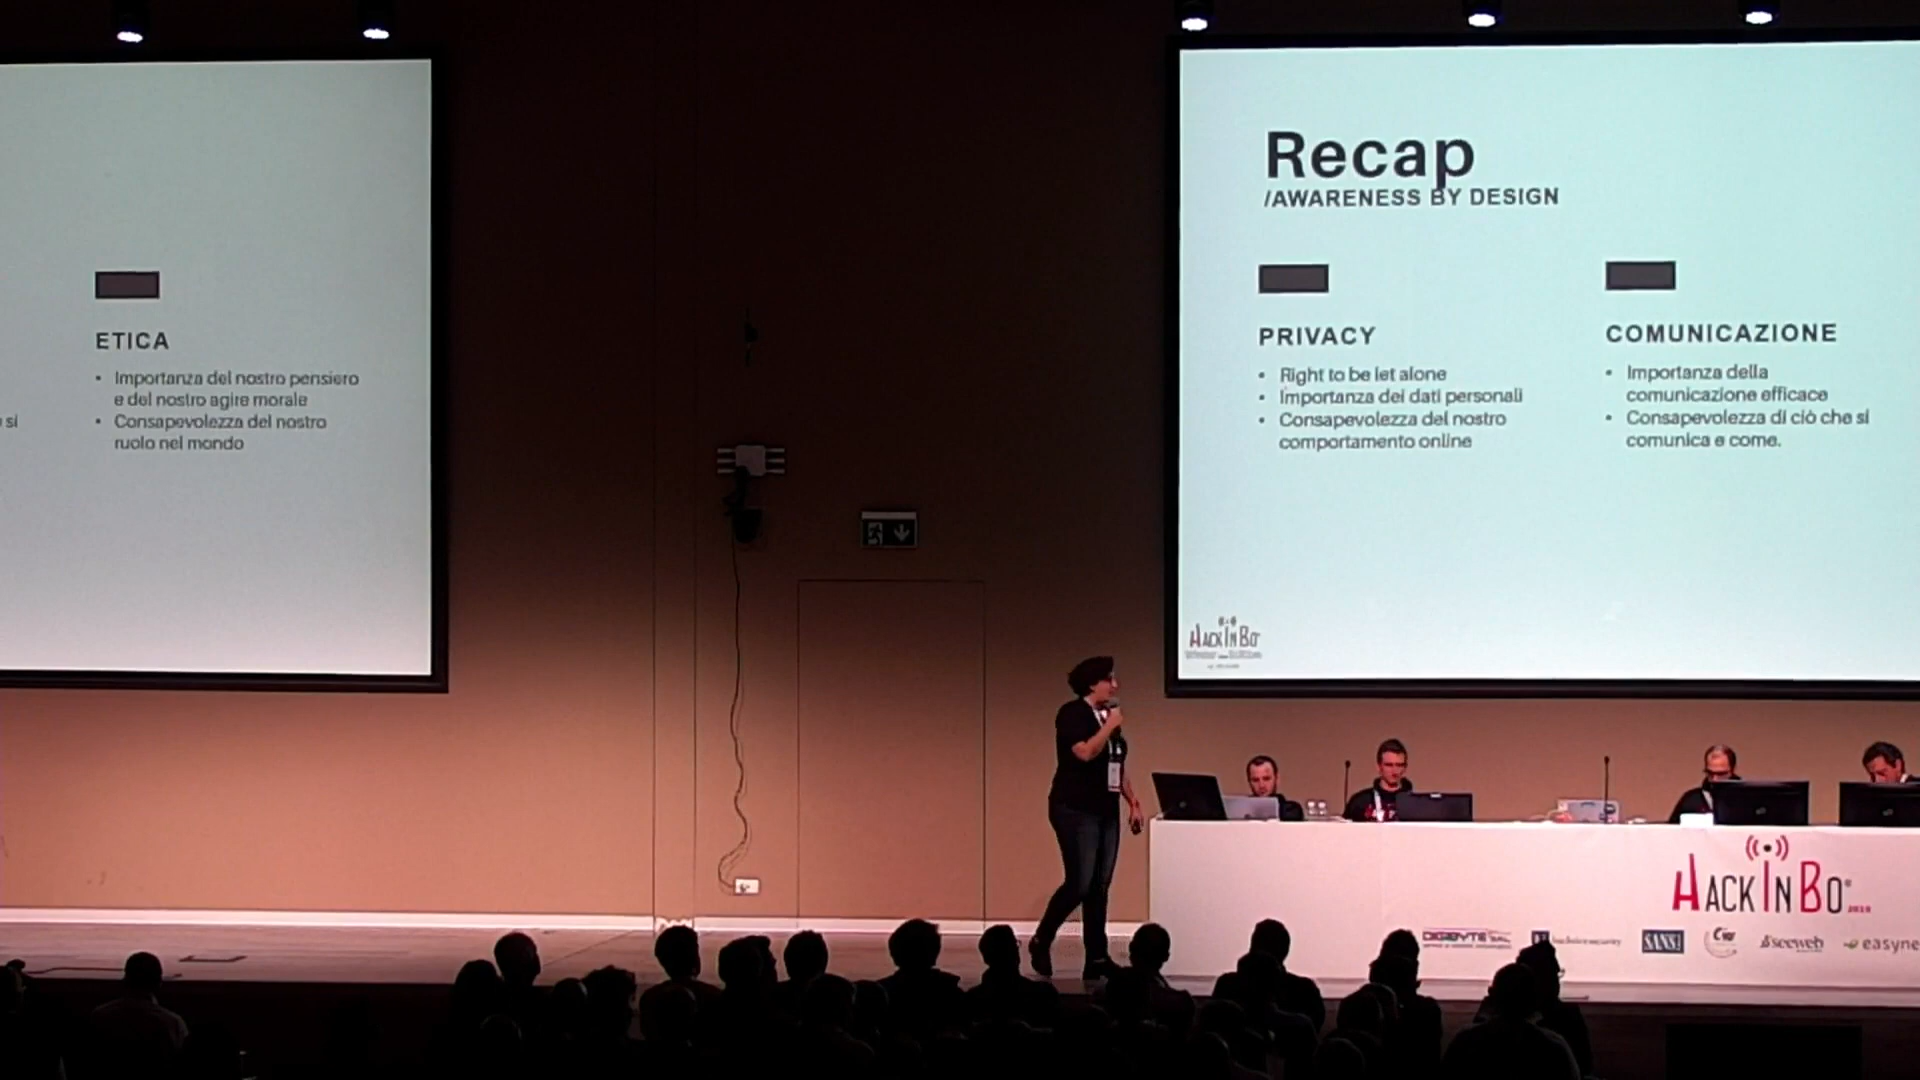 ETICA
• Importanza del nostro pensiero
e del nostro agire morale
• Consapevolezza del nostro
ruolo nel mondo
si
Recap
/AWARENESS BY DESIGN
PRIVACY
• Right to be let alone
• Importanza dei dati personali
• Consapevolezza del nostro
comportamento online
COMUNICAZIONE
• Importanza della
comunicazione efficace
• Consapevolezza di ciò che si
comunica e come.
HACKINBO
HACKINBO®
2019
DIGIBYTE SRL
SANS
Seeweb
easyne